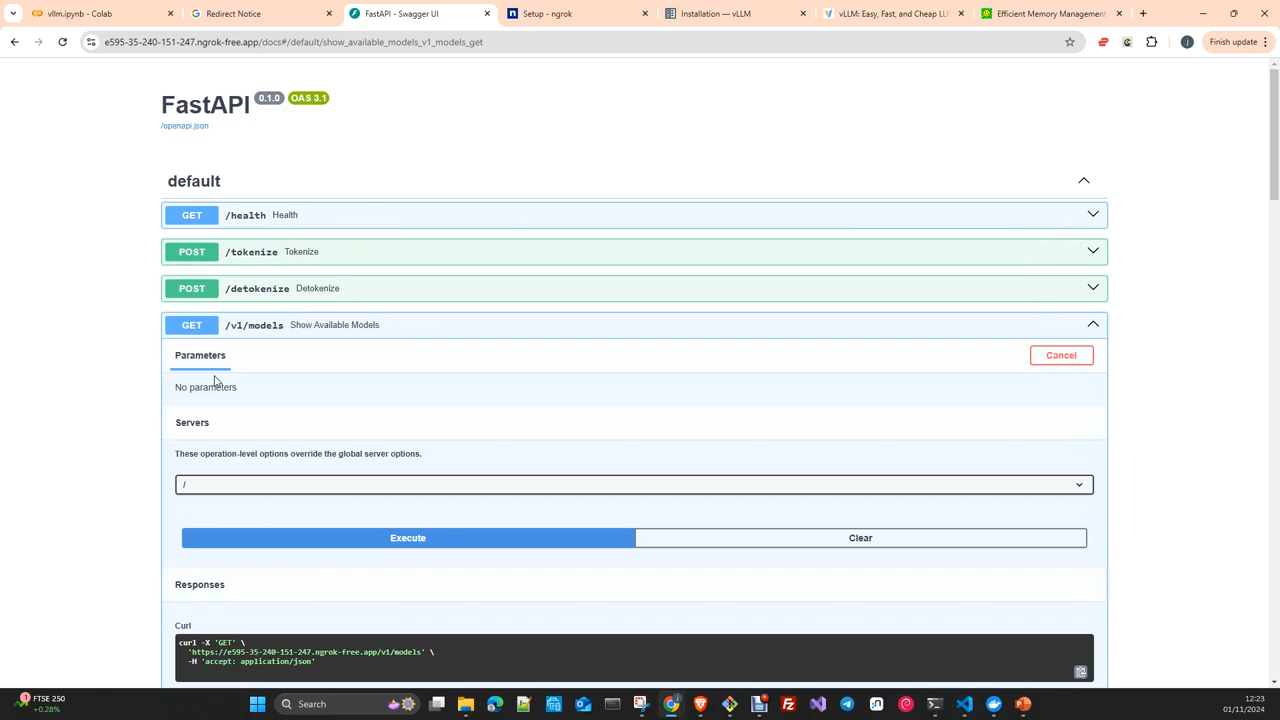 vllm.ipynb - Colab
Redirect Notice
FastAPI - Swagger UI
Setup - ngrok
Installation — vLLM
vLLM: Easy, Fast, and Cheap LL
Efficient Memory Management
e595-35-240-151-247.ngrok-free.app/docs#/default/show_available_models_v1_models_get
Finish update
FastAPI 0.1.0 OAS 3.1
/openapi.json
default
GET /health Health
POST /tokenize Tokenize
POST /detokenize Detokenize
GET /v1/models Show Available Models
Parameters
Cancel
No parameters
Servers
These operation-level options override the global server options.
/
Execute
Clear
Responses
Curl
curl -X 'GET' \
'https://e595-35-240-151-247.ngrok-free.app/v1/models' \
-H 'accept: application/json'
FTSE 250
+0.28%
Search
12:23
01/11/2024